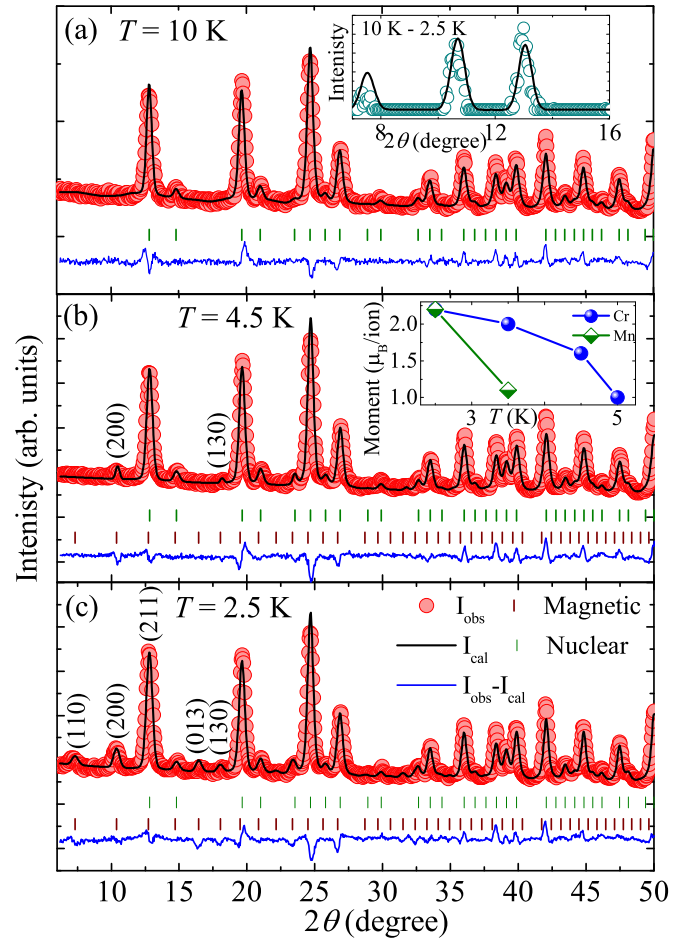 (a) T = 10 K
10 K - 2.5 K
Intenisty
8 12 16
2θ (degree)
(b) T = 4.5 K
(200)
(130)
Moment (μB/ion)
2.0
1.5
1.0
Cr
Mn
3 T (K) 5
Intenisty (arb. units)
(c) T = 2.5 K
(110)
(200)
(211)
(013)
(130)
Iobs Magnetic
Ical Nuclear
Iobs-Ical
10 15 20 25 30 35 40 45 50
2θ (degree)